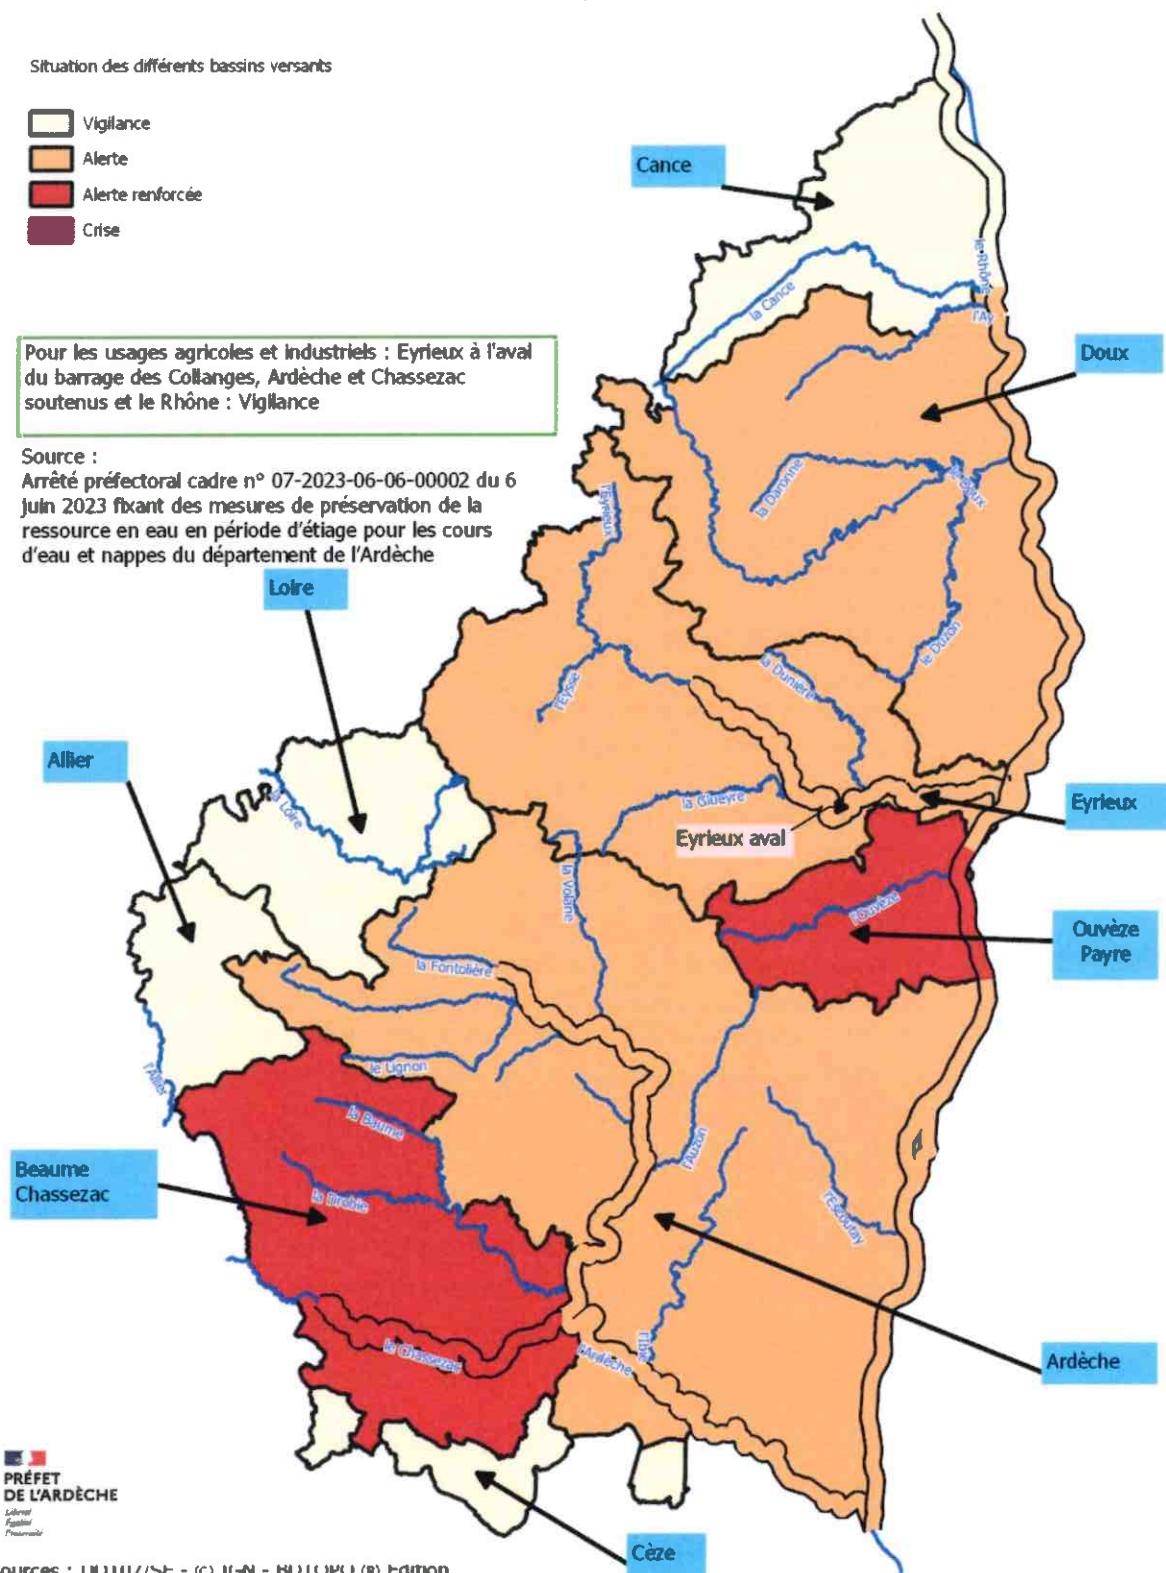 Situation des différents bassins versants
Vigilance
Alerte
Alerte renforcée
Crise
Pour les usages agricoles et industriels : Eyrieux à l'aval
du barrage des Collanges, Ardèche et Chassezac
soutenus et le Rhône : Vigilance
Source :
Arrêté préfectoral cadre n° 07-2023-06-06-00002 du 6
juin 2023 fixant des mesures de préservation de la
ressource en eau en période d'étiage pour les cours
d'eau et nappes du département de l'Ardèche
Cance
le Rhône
la Cance
l'Ay
Doux
la Daronne
le Doux
l'Eyrieux
Loire
le Duzon
la Dunière
l'Eysse
Allier
la Loire
la Glueyre
Eyrieux
Eyrieux aval
la Volane
l'Ouvèze
Ouvèze
Payre
la Fontolière
le Lignon
l'Allier
la Baume
l'Auzon
Beaume
Chassezac
la Drobie
l'Escoutay
le Chassezac
l'Ardèche
l'Ibie
Ardèche
PRÉFET
DE L'ARDÈCHE
Liberté
Égalité
Fraternité
Cèze
(c) IGN - BDTOPO (R) Edition